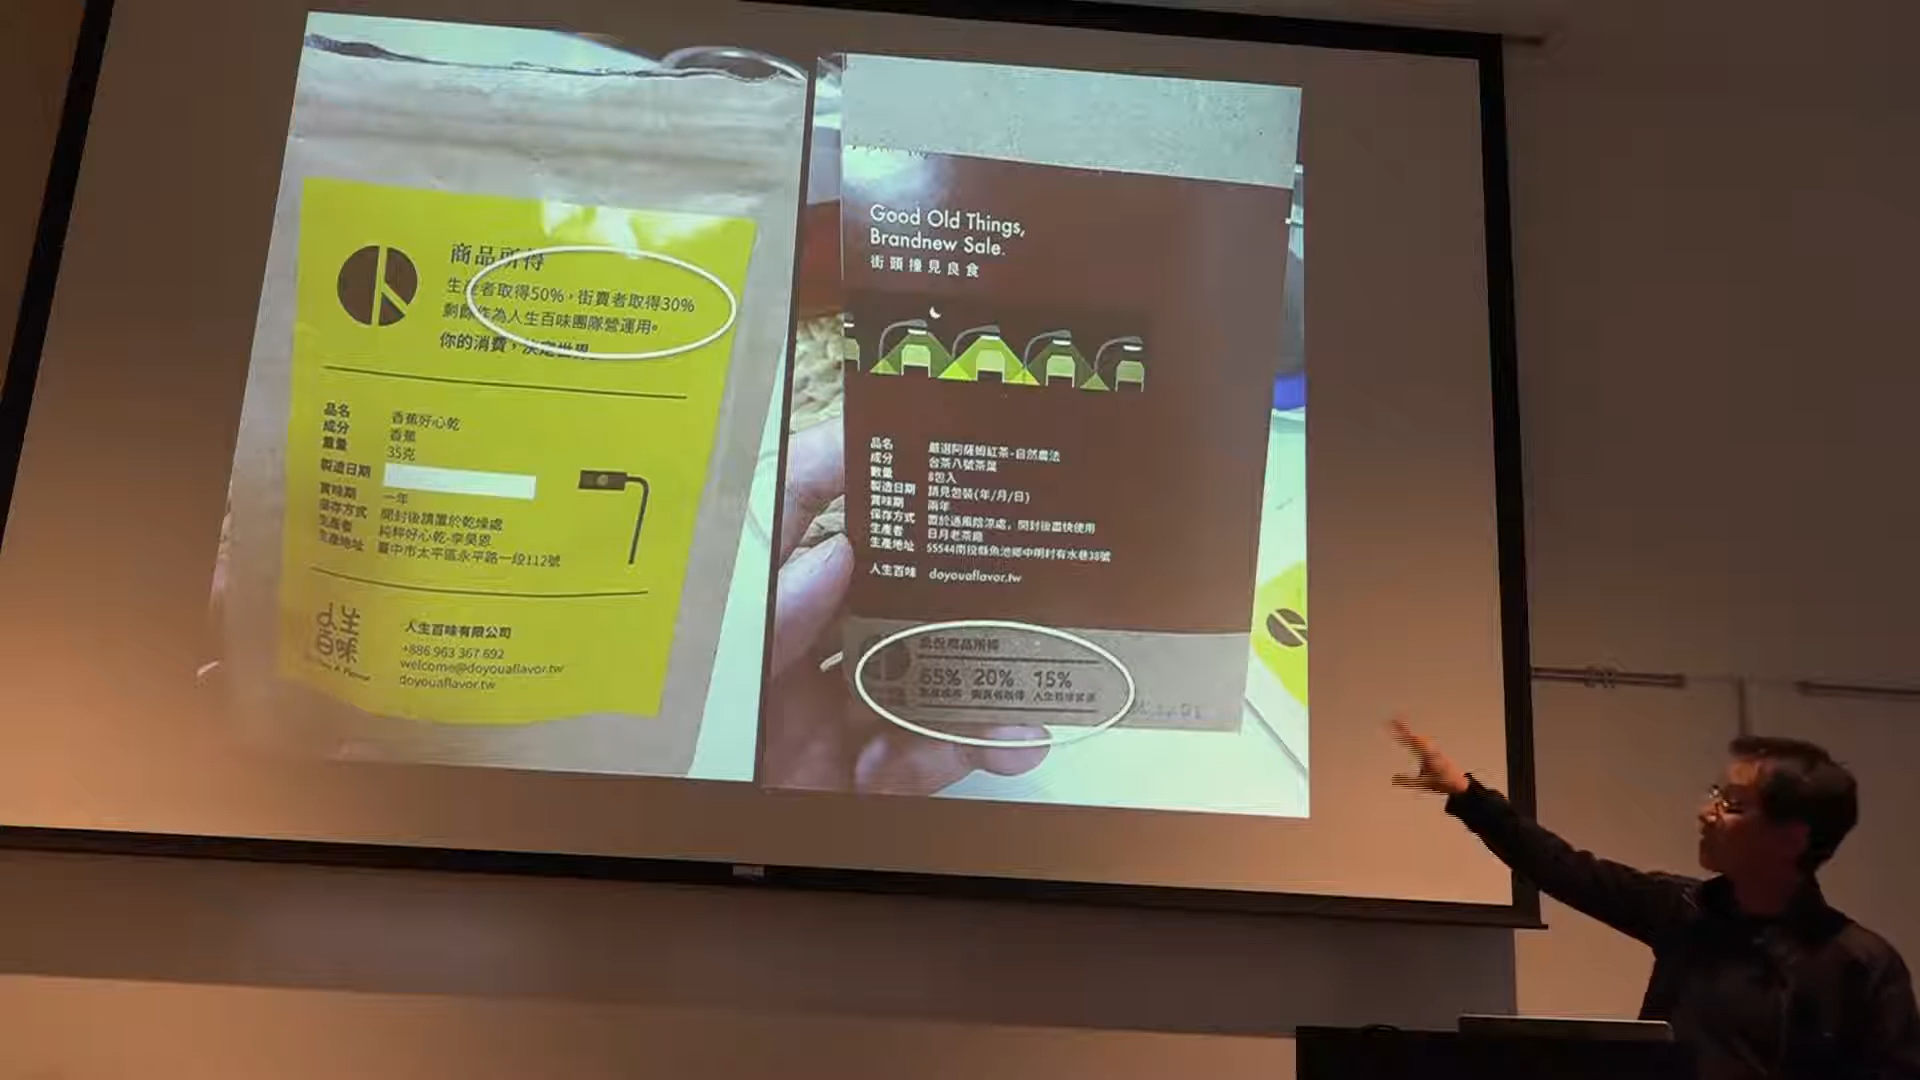 商品所得
生產者取得50%，街賣者取得30%
剩餘作為人生百味團隊營運用。
你的消費，決定世界
品名 香蕉好心乾
成分 香蕉
重量 35克
製造日期
賞味期 一年
保存方式 開封後請置於乾燥處
生產者 純粹好心乾-李吳恩
生產地址 臺中市太平區永平路一段112號
人生百味
人生百味有限公司
+886 963 367 692
welcome@doyouaflavor.tw
doyouaflavor.tw
Good Old Things,
Brandnew Sale.
街頭撞見良食
品名 嚴選阿薩姆紅茶-自然農法
成分 台茶八號茶葉
數量 8包入
製造日期 請見包裝(年/月/日)
賞味期 兩年
保存方式 置於通風陰涼處，開封後盡快使用
生產者 日月老茶廠
生產地址 55544南投縣魚池鄉中明村有水巷38號
人生百味 doyouaflavor.tw
商品所得
65% 20% 15%